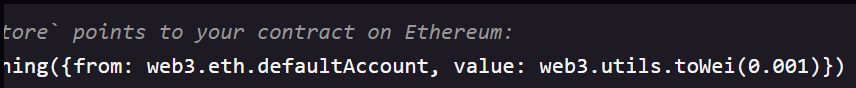 tore` points to your contract on Ethereum:
ning({from: web3.eth.defaultAccount, value: web3.utils.toWei(0.001)})